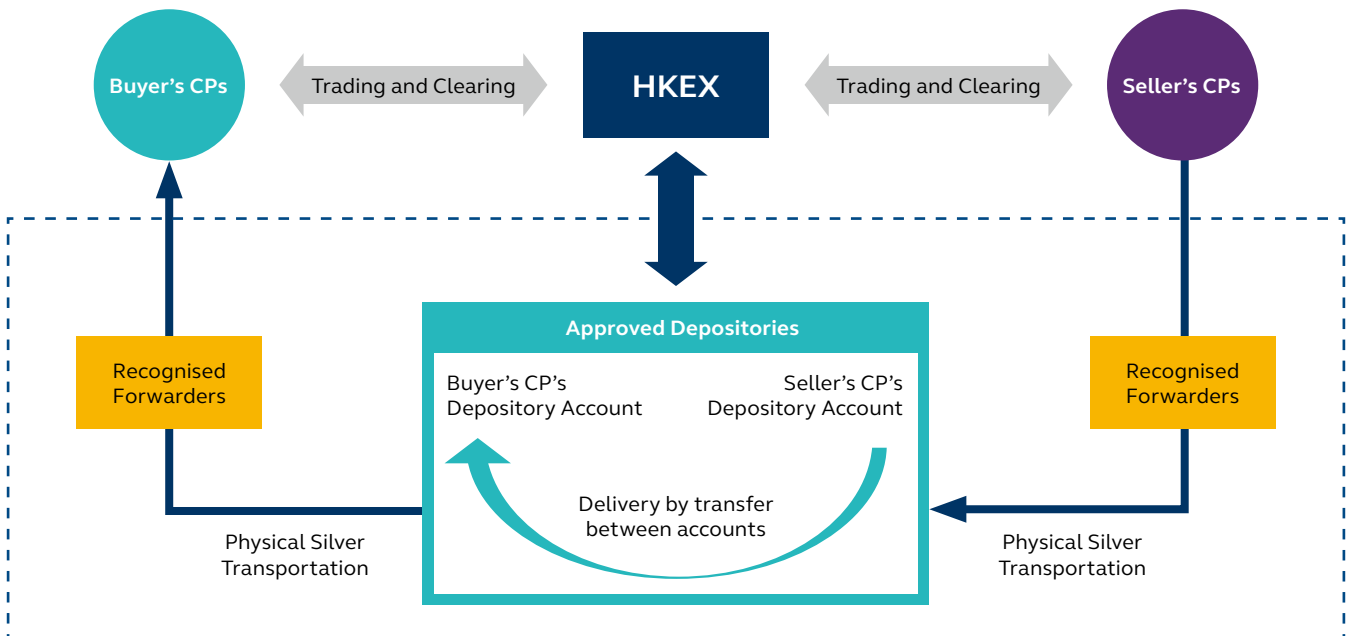 Buyer's CPs
Trading and Clearing
HKEX
Trading and Clearing
Seller's CPs
Approved Depositories
Recognised
Forwarders
Buyer's CP's
Depository Account
Seller's CP's
Depository Account
Recognised
Forwarders
Delivery by transfer
between accounts
Physical Silver
Transportation
Physical Silver
Transportation